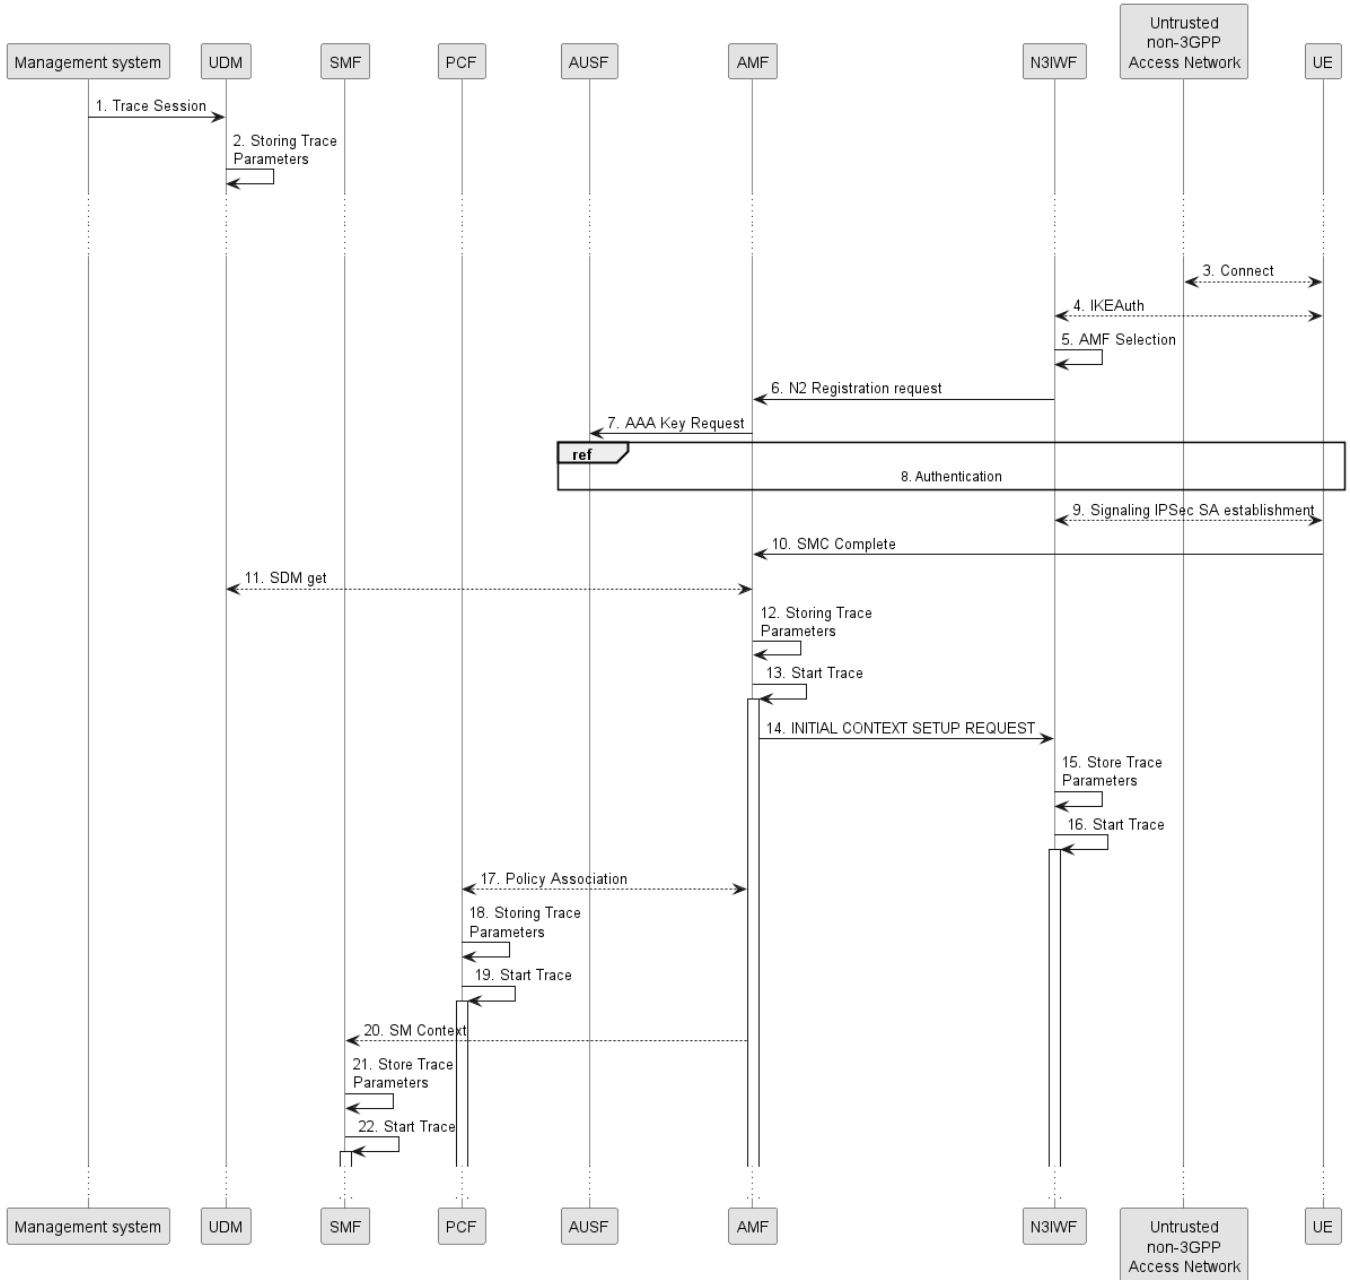 Untrusted
non-3GPP
Access Network
Management system
UDM
SMF
PCF
AUSF
AMF
N3IWF
UE
1. Trace Session
2. Storing Trace
Parameters
3. Connect
4. IKEAuth
5. AMF Selection
6. N2 Registration request
7. AAA Key Request
ref
8. Authentication
9. Signaling IPSec SA establishment
10. SMC Complete
11. SDM get
12. Storing Trace
Parameters
13. Start Trace
14. INITIAL CONTEXT SETUP REQUEST
15. Store Trace
Parameters
16. Start Trace
17. Policy Association
18. Storing Trace
Parameters
19. Start Trace
20. SM Context
21. Store Trace
Parameters
22. Start Trace
Management system
UDM
SMF
PCF
AUSF
AMF
N3IWF
Untrusted
non-3GPP
Access Network
UE